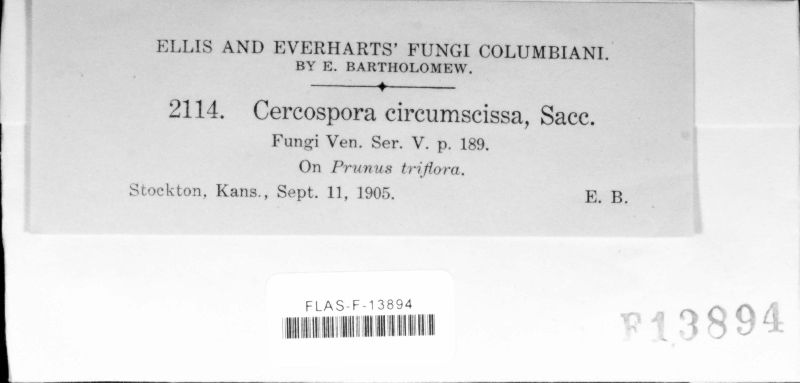 ELLIS AND EVERHARTS' FUNGI COLUMBIANI.
BY E. BARTHOLOMEW.
2114. Cercospora circumscissa, Sacc.
Fungi Ven. Ser. V. p. 189.
On Prunus triflora.
Stockton, Kans., Sept. 11, 1905. E. B.
FLAS-F-13894
F13894